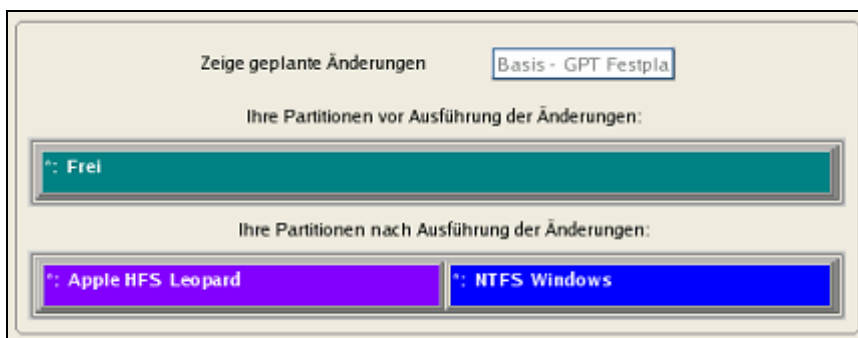 Zeige geplante Änderungen Basis - GPT Festpla
Ihre Partitionen vor Ausführung der Änderungen:
*: Frei
Ihre Partitionen nach Ausführung der Änderungen:
*: Apple HFS Leopard *: NTFS Windows